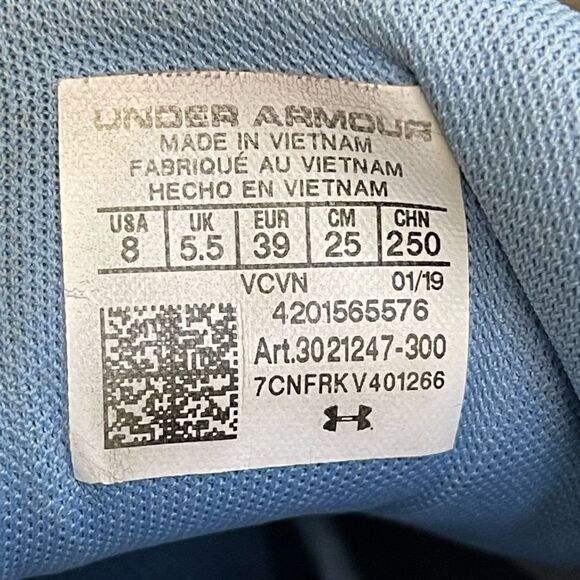 UNDER ARMOUR
MADE IN VIETNAM
FABRIQUÉ AU VIETNAM
HECHO EN VIETNAM
USA UK EUR CM CHN
8 5.5 39 25 250
VCVN 01/19
4201565576
Art.3021247-300
7CNFRKV401266